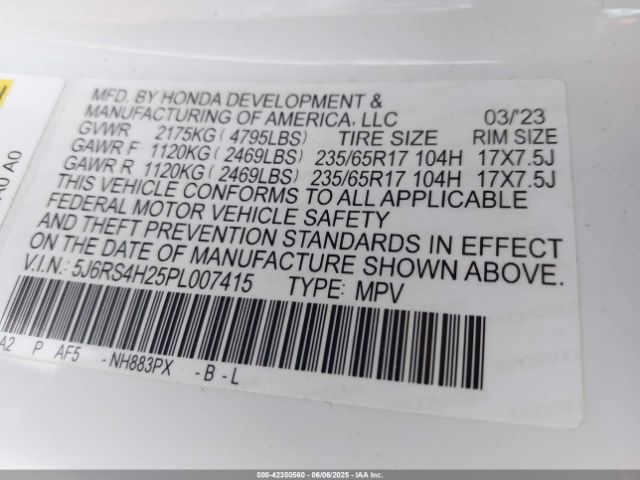 MFD. BY HONDA DEVELOPMENT &
MANUFACTURING OF AMERICA, LLC 03/'23
GVWR 2175KG ( 4795LBS) TIRE SIZE RIM SIZE
GAWR F 1120KG ( 2469LBS) 235/65R17 104H 17X7.5J
GAWR R 1120KG ( 2469LBS) 235/65R17 104H 17X7.5J
THIS VEHICLE CONFORMS TO ALL APPLICABLE
FEDERAL MOTOR VEHICLE SAFETY
AND THEFT PREVENTION STANDARDS IN EFFECT
ON THE DATE OF MANUFACTURE SHOWN ABOVE.
V.I.N.: 5J6RS4H25PL007415 TYPE: MPV
A2 P AF5 -NH883PX -B-L
000-42350560 | 06/06/2025 - IAA Inc.